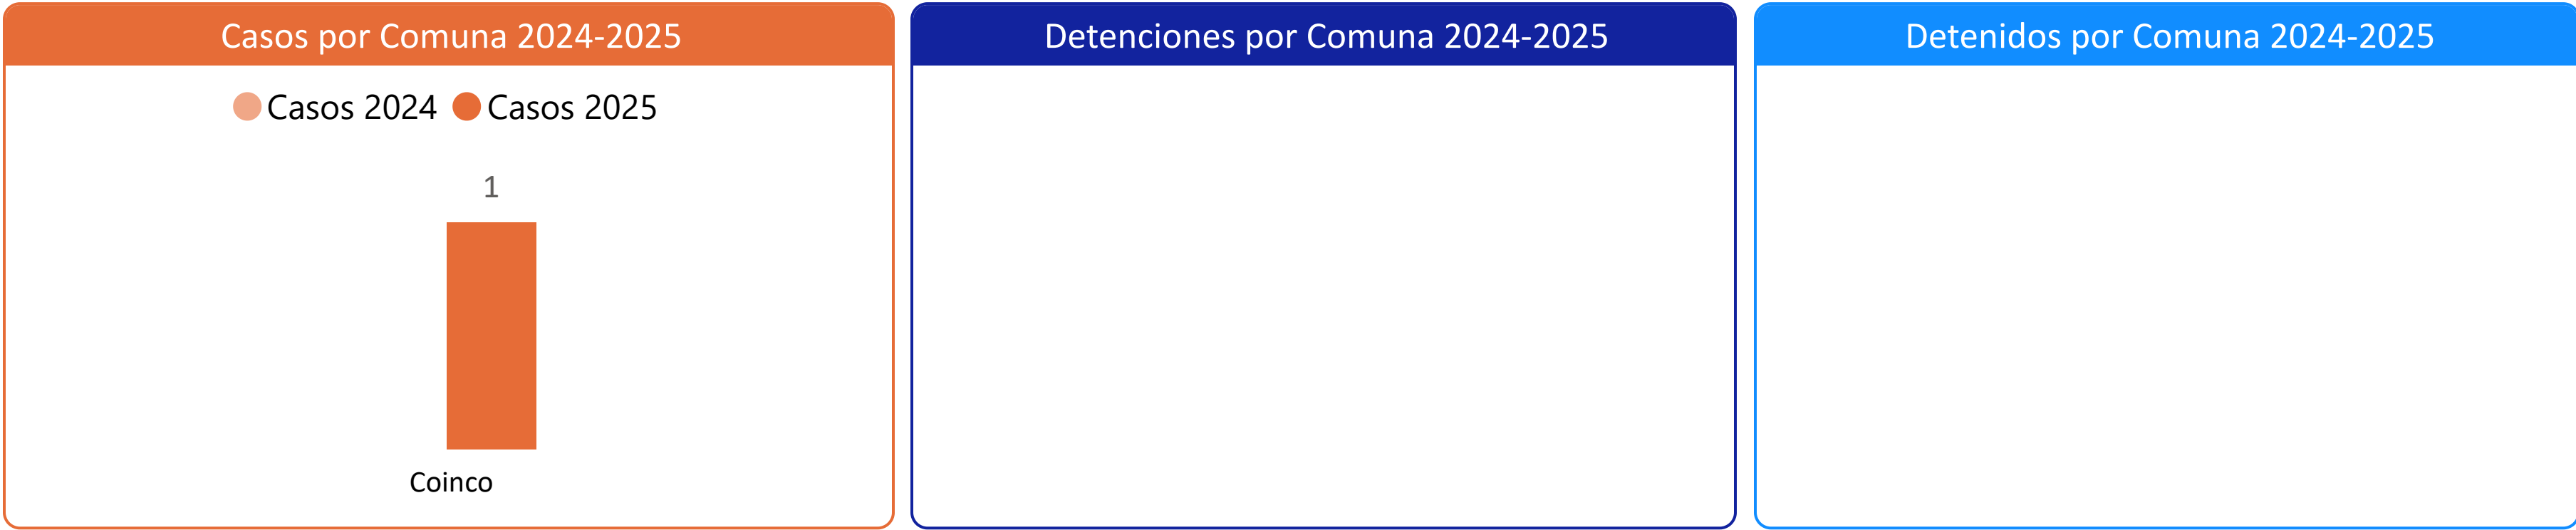 Casos por Comuna 2024-2025
Casos 2024 Casos 2025
1
Coinco
Detenciones por Comuna 2024-2025
Detenidos por Comuna 2024-2025